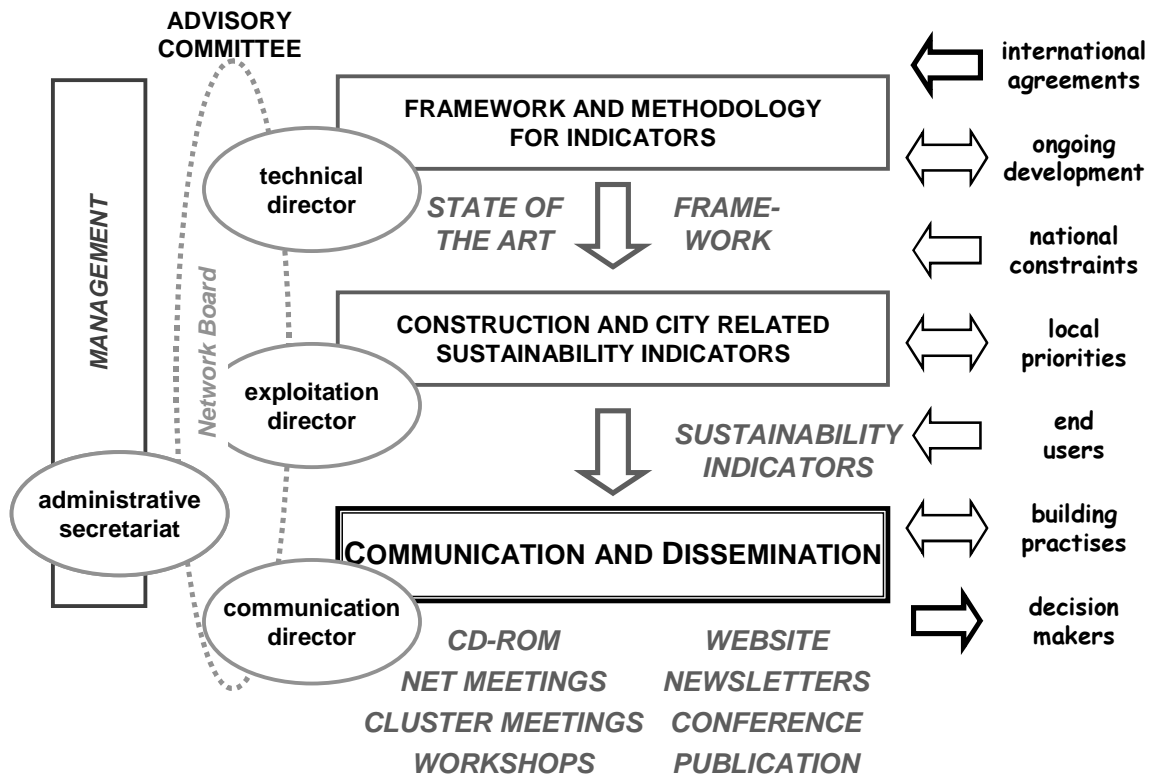 ADVISORY
COMMITTEE
MANAGEMENT
Network Board
administrative
secretariat
technical
director
exploitation
director
communication
director
FRAMEWORK AND METHODOLOGY
FOR INDICATORS
STATE OF
THE ART
FRAME-
WORK
CONSTRUCTION AND CITY RELATED
SUSTAINABILITY INDICATORS
SUSTAINABILITY
INDICATORS
COMMUNICATION AND DISSEMINATION
CD-ROM
WEBSITE
NET MEETINGS
NEWSLETTERS
CLUSTER MEETINGS
CONFERENCE
WORKSHOPS
PUBLICATION
international
agreements
ongoing
development
national
constraints
local
priorities
end
users
building
practises
decision
makers